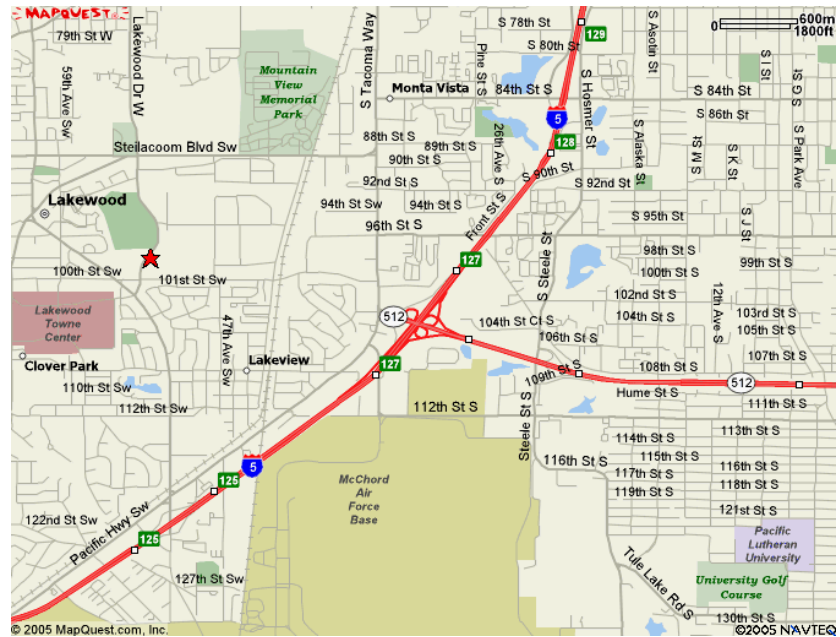 MAPQUEST
79th St W
59th Ave Sw
Lakewood Dr W
S Tacoma Way
S 78th St
S 80th St
129
600m
1800ft
S Asotin St
S I St
S G St
Mountain
View
Memorial
Park
Monta Vista
Pine St S
84th St S
S Hosmer St
S 84th St
S 86th St
5
88th St S
89th St S
90th St S
26th Ave S
128
S Alaska St
S M St
S K St
S Park Ave
Steilacoom Blvd Sw
S 90th St
92nd St S
S 92nd St
94th St Sw
94th St S
96th St S
Front St S
S 95th St
S J St
Lakewood
127
S Steele St
98th St S
99th St S
100th St S
100th St Sw
101st St Sw
102nd St S
12th Ave S
Lakewood
Towne
Center
47th Ave Sw
512
104th St Ct S
104th St S
103rd St S
105th St S
106th St S
107th St S
Clover Park
Lakeview
127
109th St S
108th St S
512
110th St Sw
112th St Sw
112th St S
Hume St S
111th St S
Steele St S
113th St S
114th St S
115th St S
116th St S
116th St S
117th St S
118th St S
119th St S
121st St S
5
125
McChord
Air
Force
Base
122nd St Sw
Pacific Hwy Sw
125
Pacific
Lutheran
University
127th St Sw
Tule Lake Rd S
University Golf
Course
130th St S
© 2005 MapQuest.com, Inc.
©2005 NAVTEQ